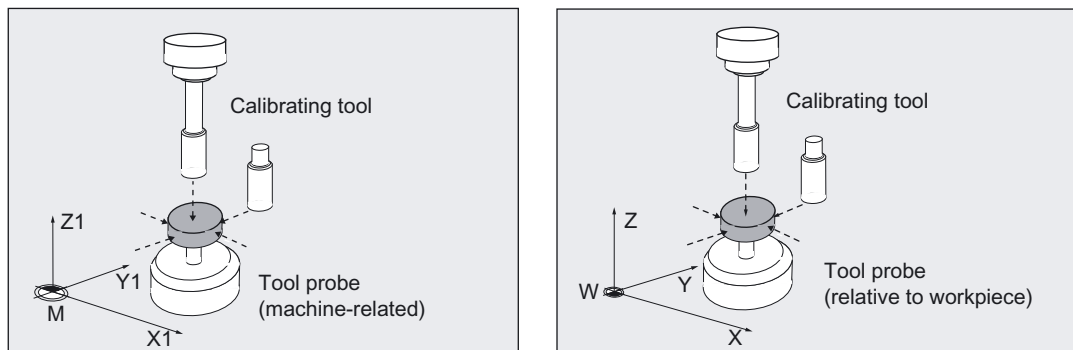 Calibrating tool
Z1
Y1
M
X1
Tool probe
(machine-related)
Calibrating tool
Z
Y
W
X
Tool probe
(relative to workpiece)